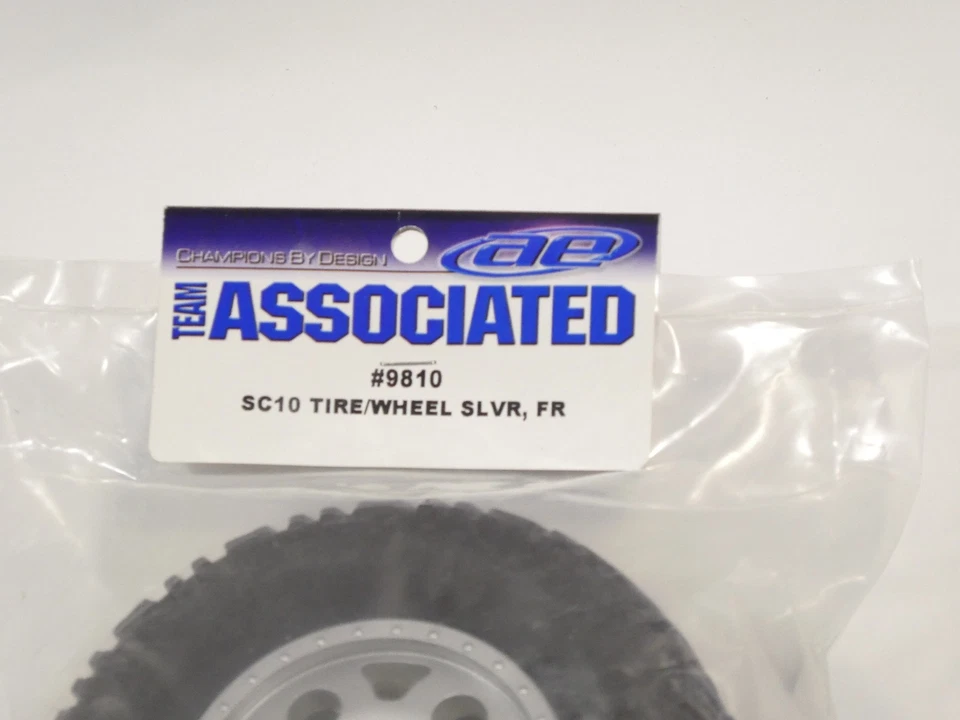 CHAMPIONS BY DESIGN
ae
TEAM ASSOCIATED
#9810
SC10 TIRE/WHEEL SLVR, FR